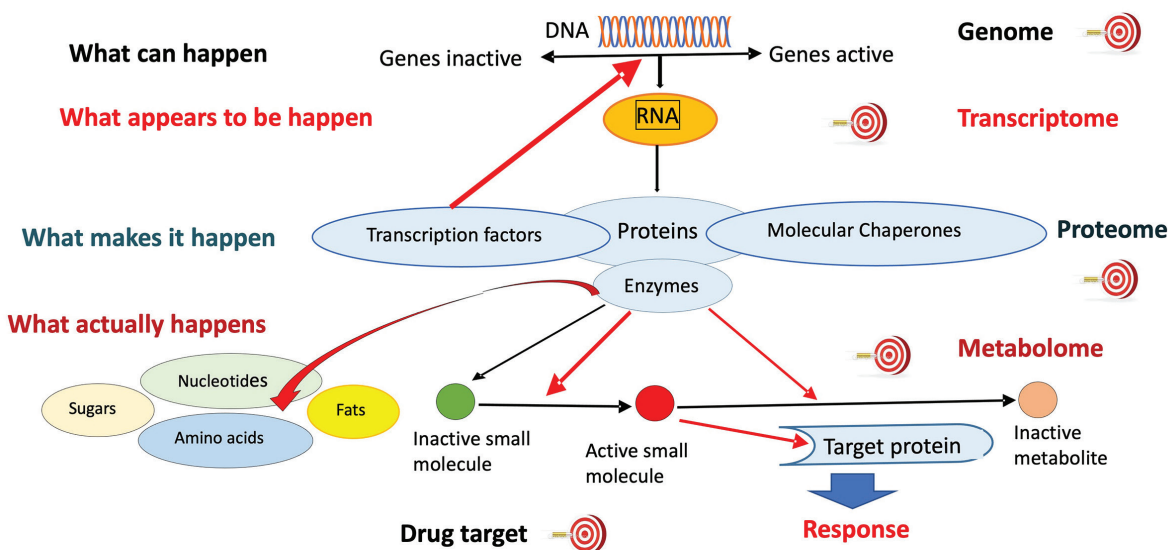 DNA
Genome
What can happen
Genes inactive
Genes active
What appears to be happen
RNA
Transcriptome
What makes it happen
Transcription factors
Proteins
Molecular Chaperones
Proteome
Enzymes
What actually happens
Metabolome
Nucleotides
Sugars
Fats
Amino acids
Inactive small
molecule
Active small
molecule
Target protein
Inactive
metabolite
Drug target
Response